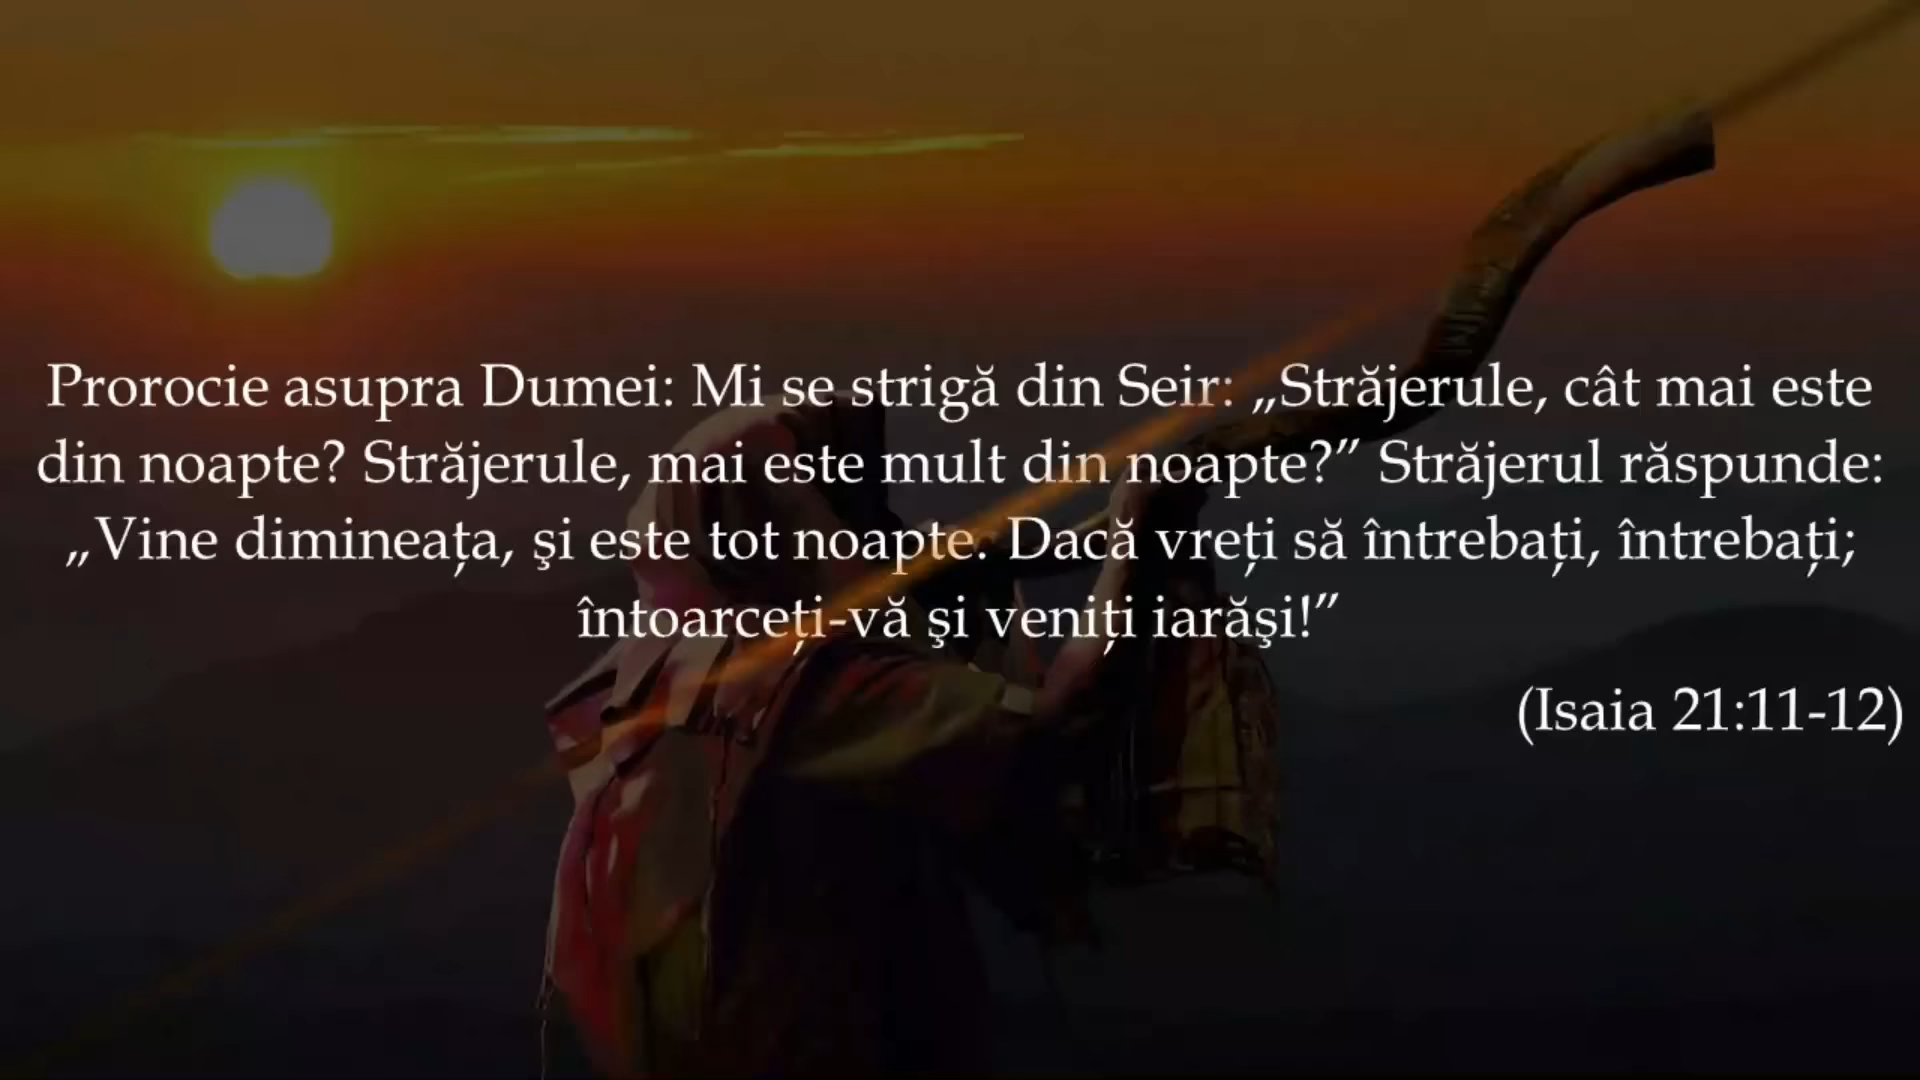 Prorocie asupra Dumei: Mi se strigă din Seir: „Străjerule, cât mai este
din noapte? Străjerule, mai este mult din noapte?” Străjerul răspunde:
„Vine dimineața, şi este tot noapte. Dacă vreți să întrebați, întrebați;
întoarceți-vă şi veniți iarăşi!”
(Isaia 21:11-12)